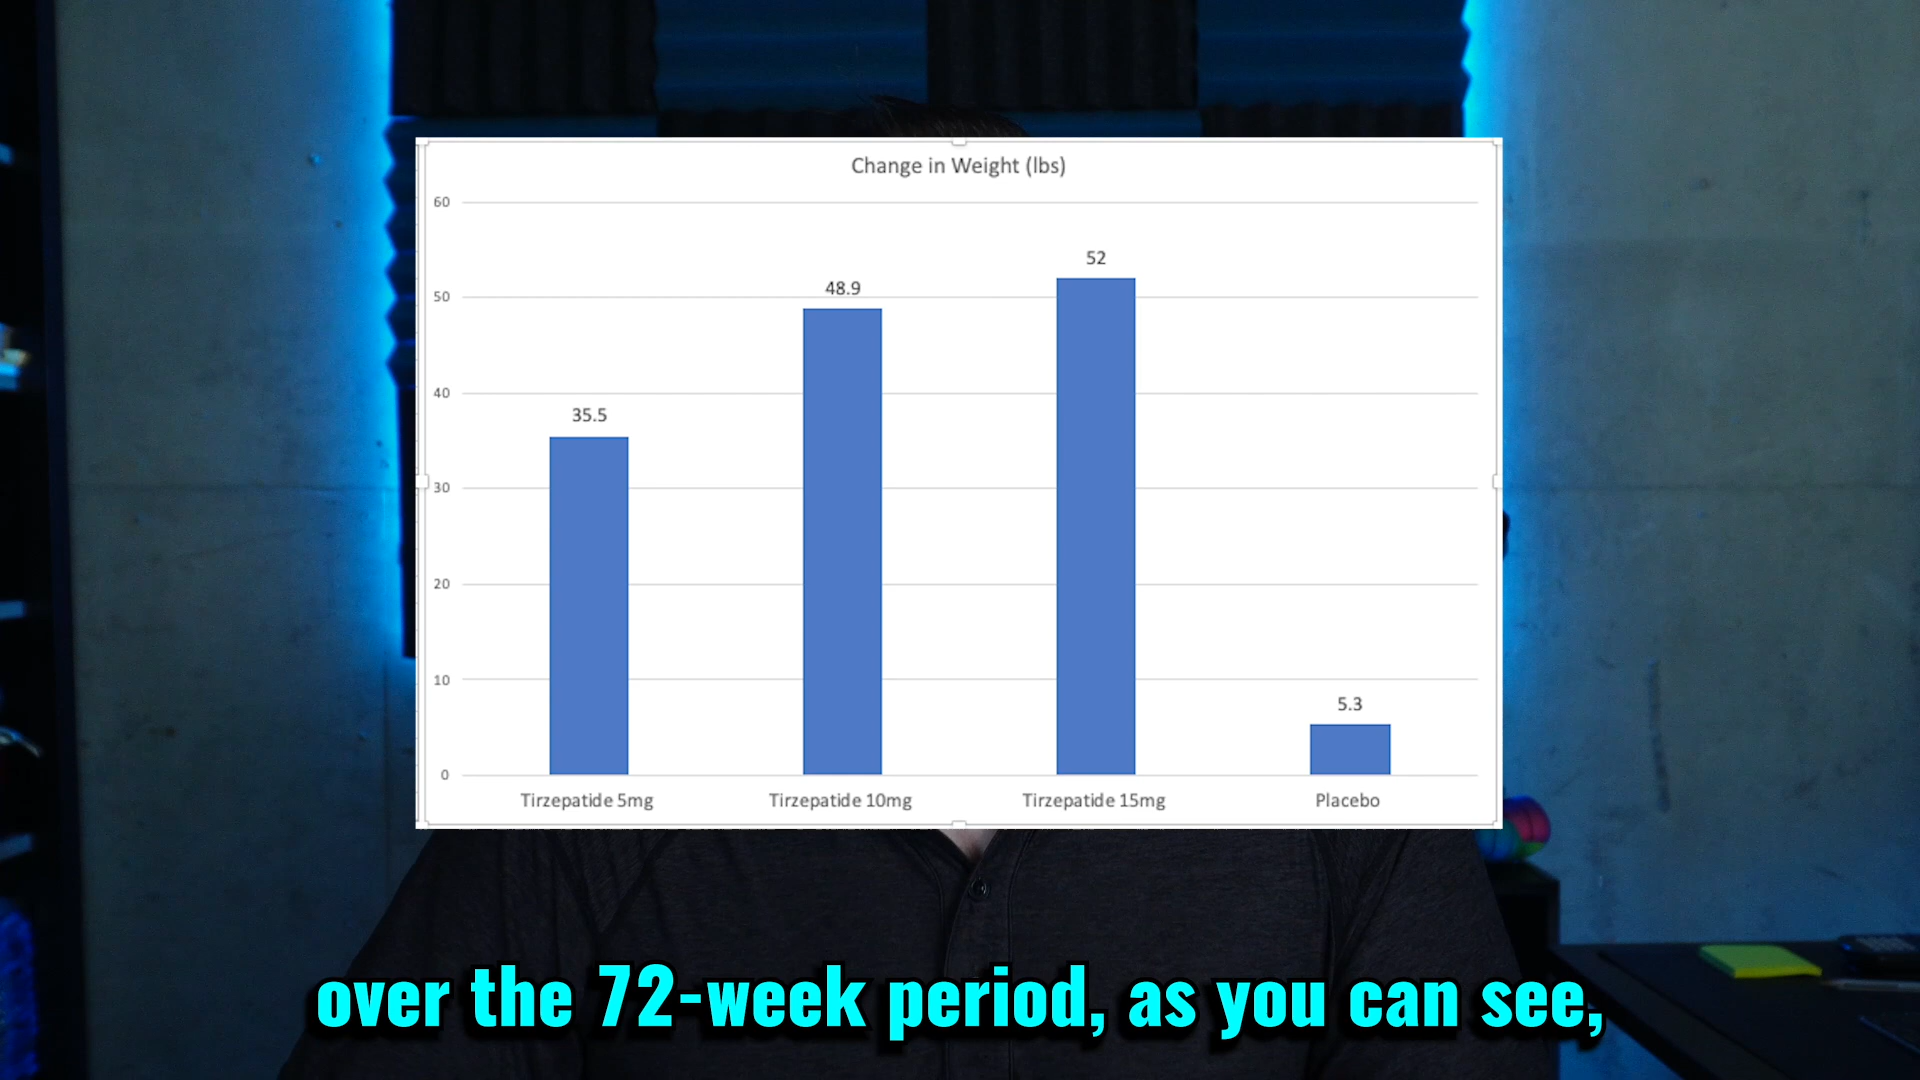 Change in Weight (lbs)
60
50
40
30
20
10
0
35.5
48.9
52
5.3
Tirzepatide 5mg
Tirzepatide 10mg
Tirzepatide 15mg
Placebo
over the 72-week period, as you can see,